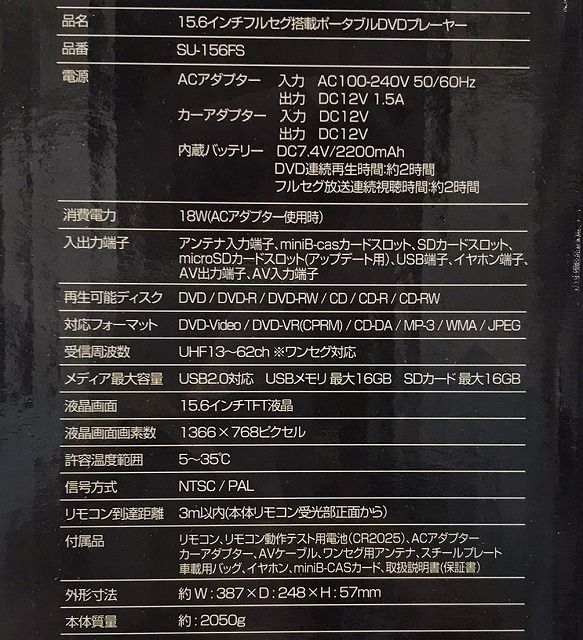 品名 15.6インチフルセグ搭載ポータブルDVDプレーヤー
品番 SU-156FS
電源 ACアダプター 入力 AC100-240V 50/60Hz
出力 DC12V 1.5A
カーアダプター 入力 DC12V
出力 DC12V
内蔵バッテリー DC7.4V/2200mAh
DVD連続再生時間:約2時間
フルセグ放送連続視聴時間:約2時間
消費電力 18W(ACアダプター使用時)
入出力端子 アンテナ入力端子、miniB-casカードスロット、SDカードスロット、
microSDカードスロット(アップデート用)、USB端子、イヤホン端子、
AV出力端子、AV入力端子
再生可能ディスク DVD / DVD-R / DVD-RW / CD / CD-R / CD-RW
対応フォーマット DVD-Video / DVD-VR(CPRM) / CD-DA / MP-3 / WMA / JPEG
受信周波数 UHF13〜62ch ※ワンセグ対応
メディア最大容量 USB2.0対応 USBメモリ 最大16GB SDカード 最大16GB
液晶画面 15.6インチTFT液晶
液晶画面画素数 1366×768ピクセル
許容温度範囲 5〜35℃
信号方式 NTSC / PAL
リモコン到達距離 3m以内(本体リモコン受光部正面から)
付属品 リモコン、リモコン動作テスト用電池(CR2025)、ACアダプター
カーアダプター、AVケーブル、ワンセグ用アンテナ、スチールプレート
車載用バッグ、イヤホン、miniB-CASカード、取扱説明書(保証書)
外形寸法 約 W : 387×D : 248×H : 57mm
本体質量 約 : 2050g